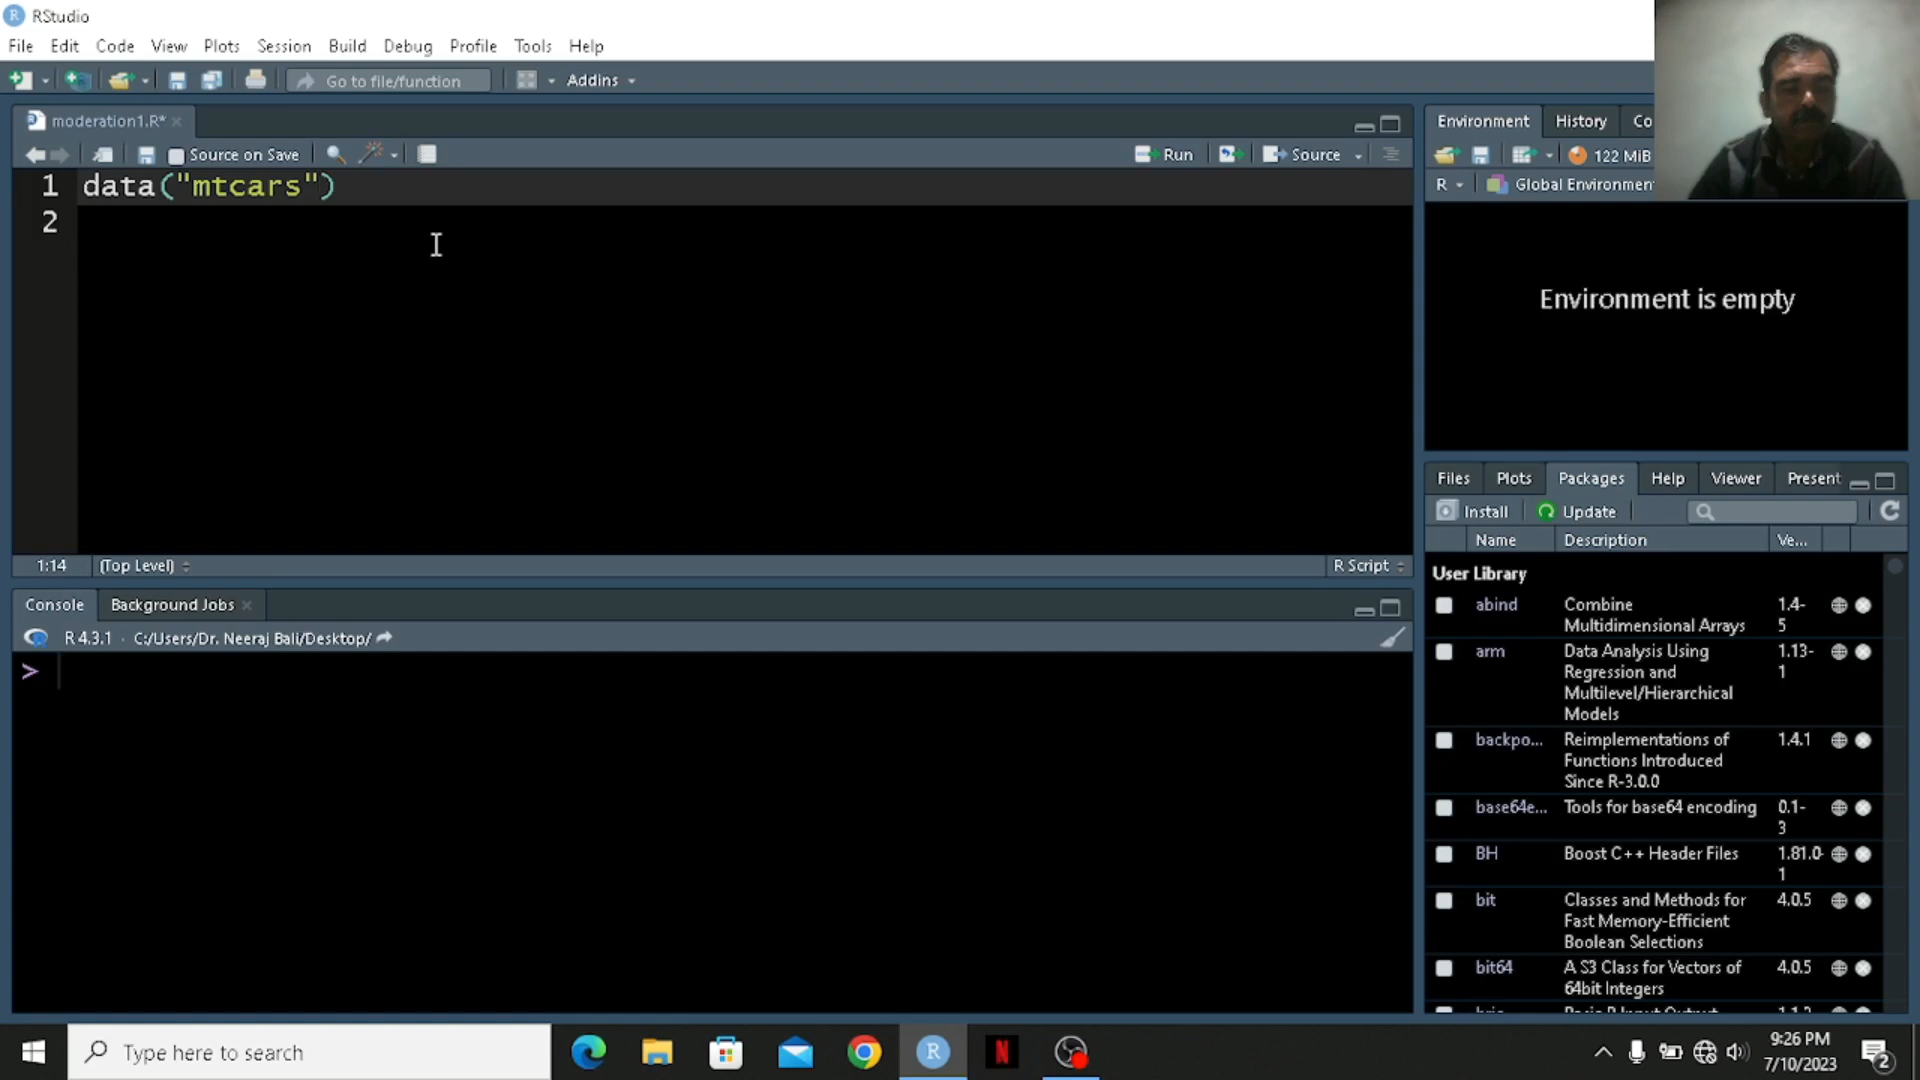 RStudio
File Edit Code View Plots Session Build Debug Profile Tools Help
Go to file/function Addins
moderation1.R*
Source on Save Run Source
1 data("mtcars")
2
1:14 (Top Level) R Script
Console Background Jobs
R 4.3.1 · C:/Users/Dr. Neeraj Bali/Desktop/
>
Environment History Co
122 MiB
R Global Environmen
Environment is empty
Files Plots Packages Help Viewer Present
Install Update
Name Description Ve...
User Library
abind Combine 1.4-
Multidimensional Arrays 5
arm Data Analysis Using 1.13-
Regression and 1
Multilevel/Hierarchical
Models
backpo... Reimplementations of 1.4.1
Functions Introduced
Since R-3.0.0
base64e... Tools for base64 encoding 0.1-
3
BH Boost C++ Header Files 1.81.0-
1
bit Classes and Methods for 4.0.5
Fast Memory-Efficient
Boolean Selections
bit64 A S3 Class for Vectors of 4.0.5
64bit Integers
Type here to search
9:26 PM
7/10/2023
2